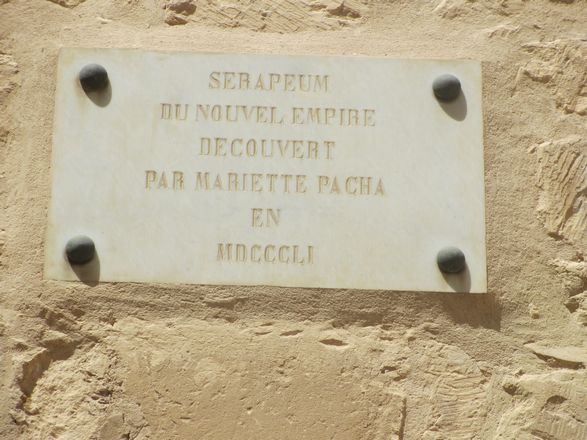 SERAPEUM
DU NOUVEL EMPIRE
DECOUVERT
PAR MARIETTE PACHA
EN
MDCCCLI